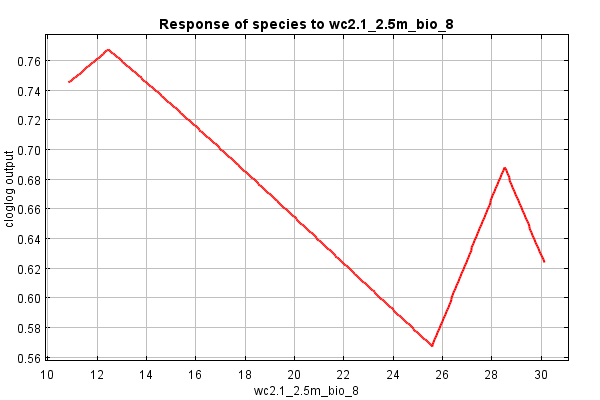 Response of species to wc2.1_2.5m_bio_8
cloglog output
0.76
0.74
0.72
0.70
0.68
0.66
0.64
0.62
0.60
0.58
0.56
10 12 14 16 18 20 22 24 26 28 30
wc2.1_2.5m_bio_8